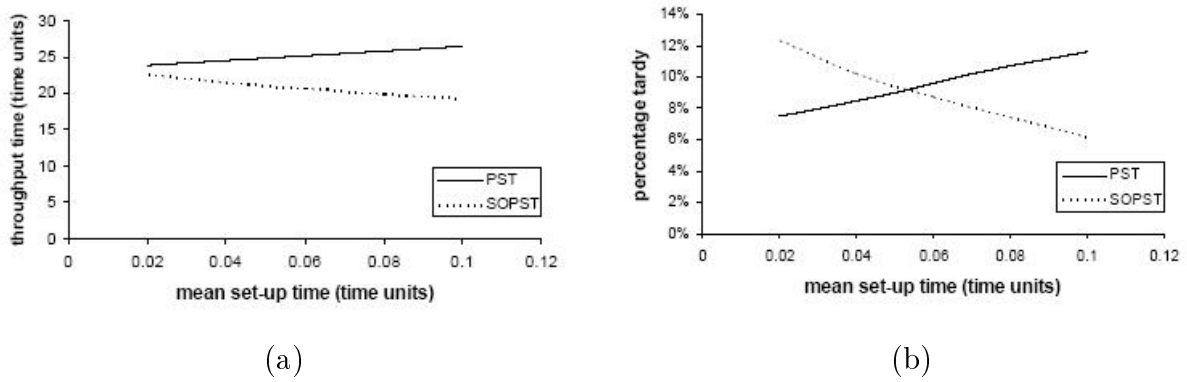 throughput time (time units)
30
25
20
15
10
5
0
PST
SOPST
0 0.02 0.04 0.06 0.08 0.1 0.12
mean set-up time (time units)
(a)
percentage tardy
14%
12%
10%
8%
6%
4%
2%
0%
PST
SOPST
0 0.02 0.04 0.06 0.08 0.1 0.12
mean set-up time (time units)
(b)